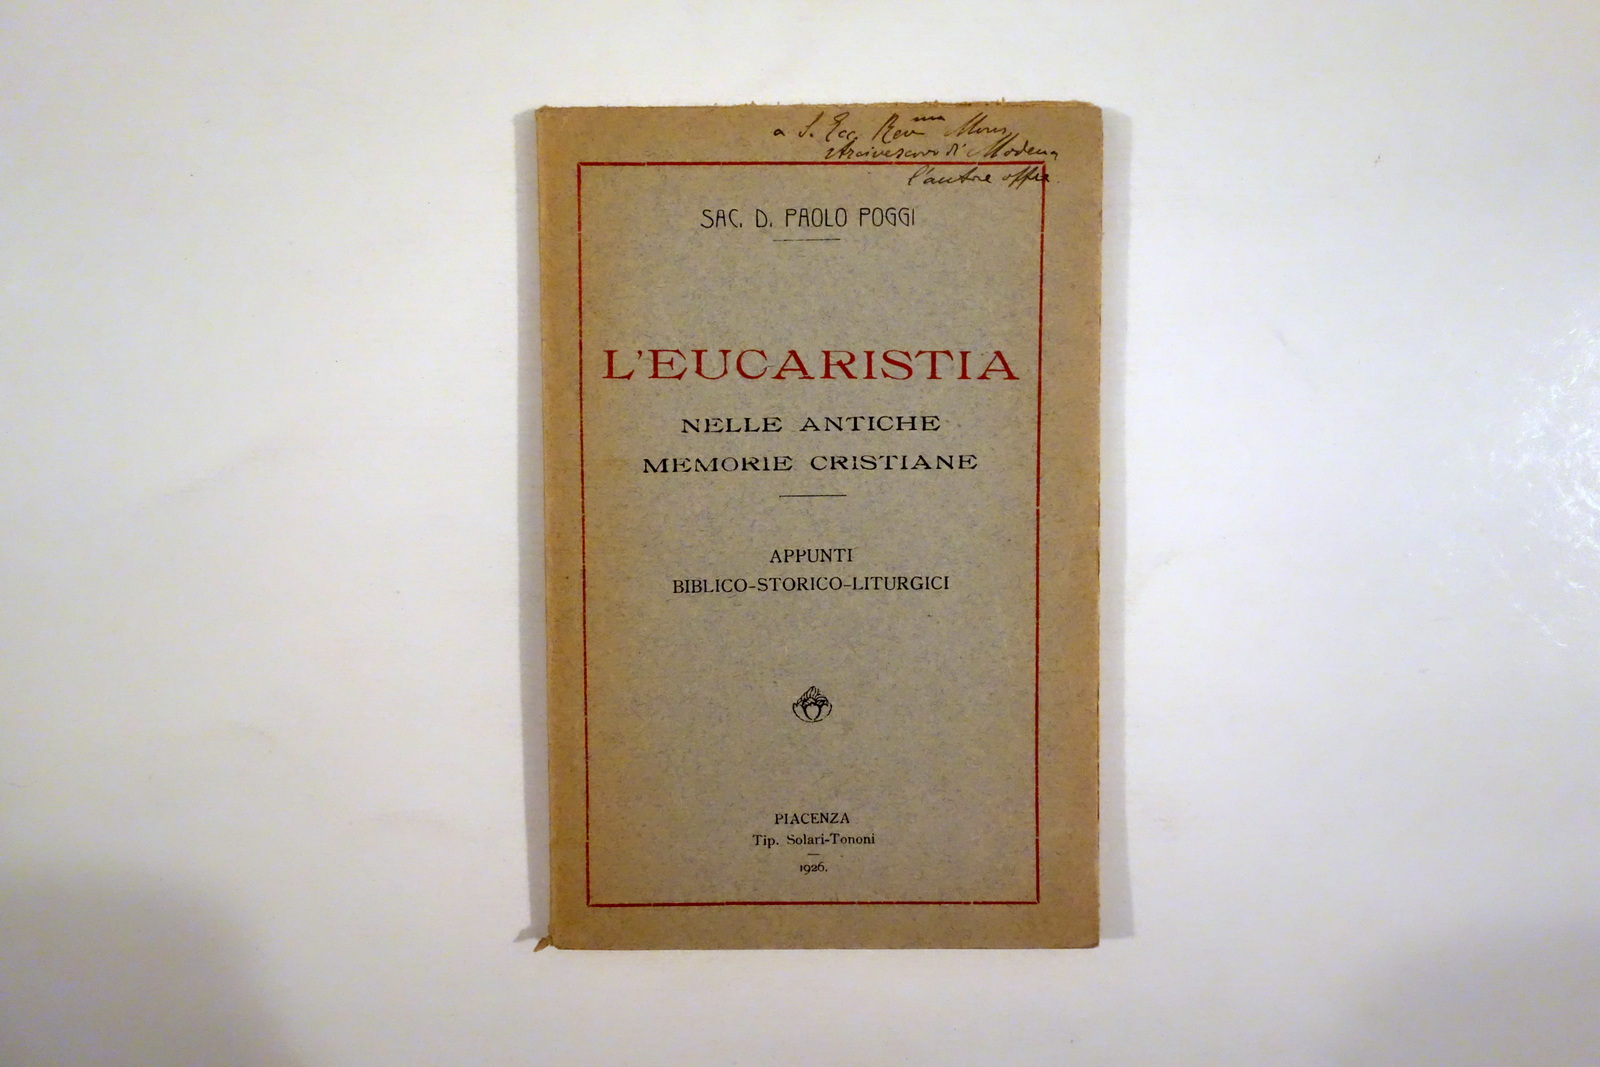 a S. Ecc. Rev.ma Mons.
Arcivescovo di Modena
l'autore offre
SAC. D. PAOLO POGGI
L'EUCARISTIA
NELLE ANTICHE
MEMORIE CRISTIANE
APPUNTI
BIBLICO-STORICO-LITURGICI
PIACENZA
Tip. Solari-Tononi
1926.